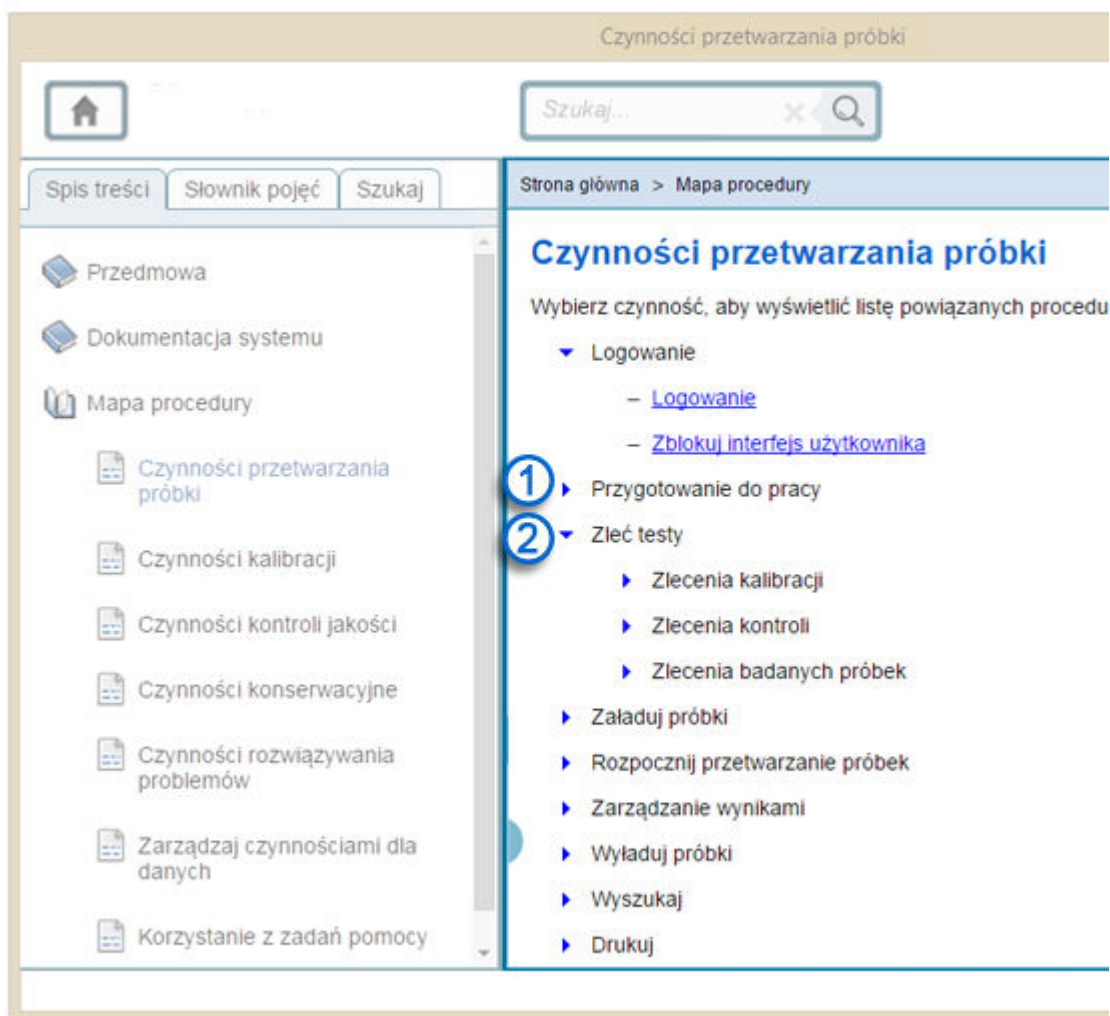 Czynności przetwarzania próbki
Szukaj...
Spis treści
Słownik pojęć
Szukaj
Przedmowa
Dokumentacja systemu
Mapa procedury
Czynności przetwarzania
próbki
Czynności kalibracji
Czynności kontroli jakości
Czynności konserwacyjne
Czynności rozwiązywania
problemów
Zarządzaj czynnościami dla
danych
Korzystanie z zadań pomocy
Strona główna > Mapa procedury
Czynności przetwarzania próbki
Wybierz czynność, aby wyświetlić listę powiązanych procedu
Logowanie
– Logowanie
– Zblokuj interfejs użytkownika
1 Przygotowanie do pracy
2 Zleć testy
Zlecenia kalibracji
Zlecenia kontroli
Zlecenia badanych próbek
Załaduj próbki
Rozpocznij przetwarzanie próbek
Zarządzanie wynikami
Wyładuj próbki
Wyszukaj
Drukuj